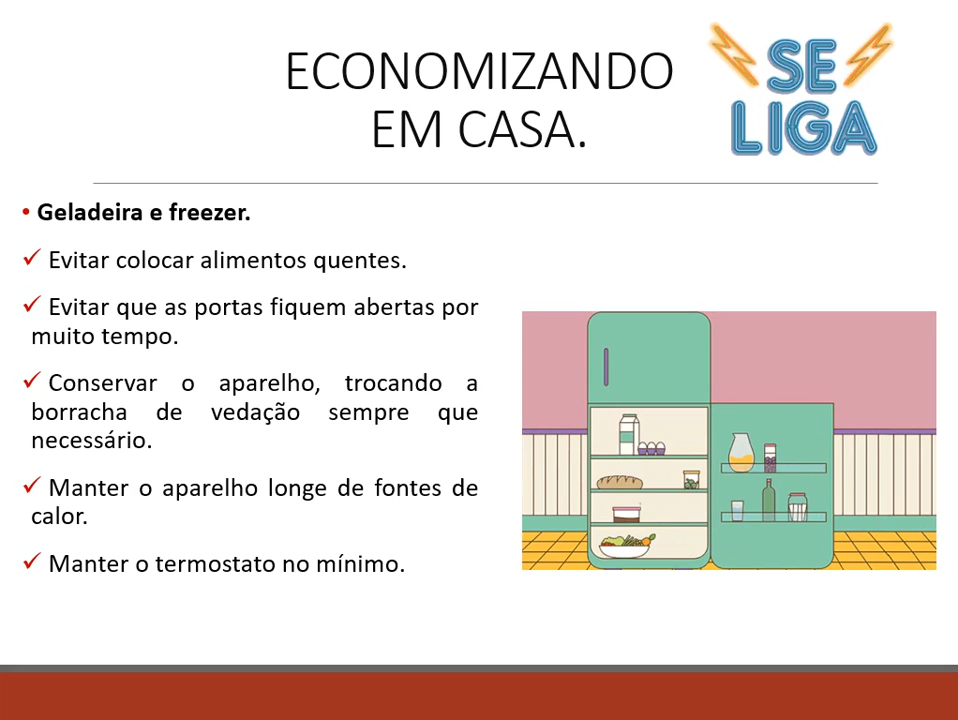 ECONOMIZANDO
EM CASA.
SE
LIGA
• Geladeira e freezer.
✓ Evitar colocar alimentos quentes.
✓ Evitar que as portas fiquem abertas por
muito tempo.
✓ Conservar o aparelho, trocando a
borracha de vedação sempre que
necessário.
✓ Manter o aparelho longe de fontes de
calor.
✓ Manter o termostato no mínimo.